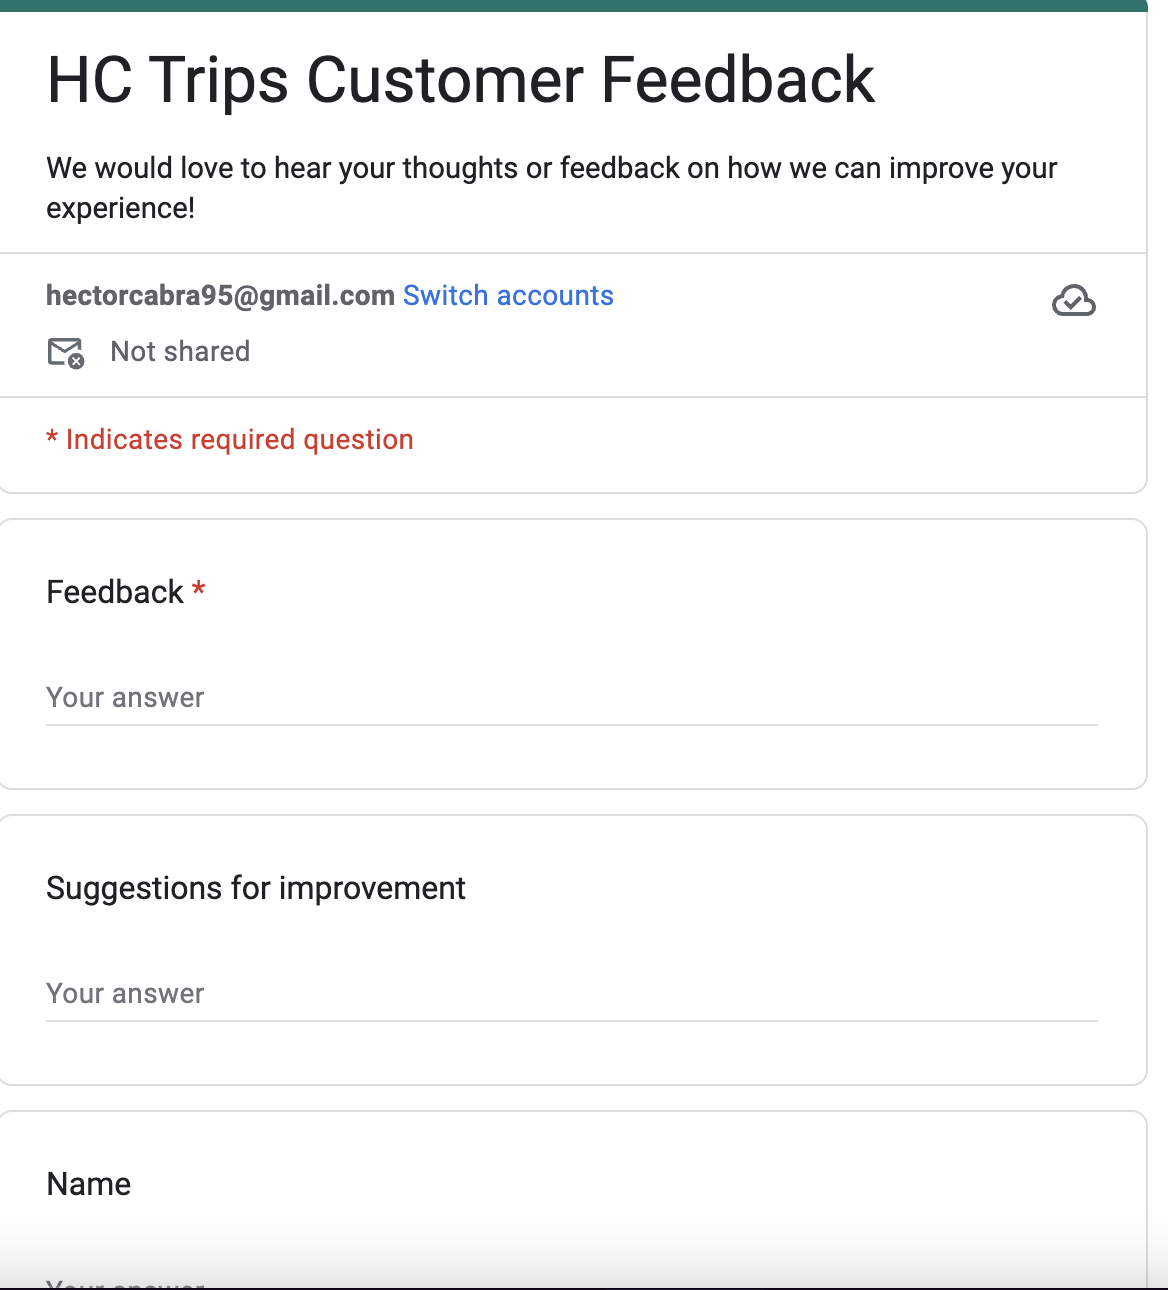 HC Trips Customer Feedback
We would love to hear your thoughts or feedback on how we can improve your
experience!
hectorcabra95@gmail.com Switch accounts
Not shared
* Indicates required question
Feedback *
Your answer
Suggestions for improvement
Your answer
Name
Your answer